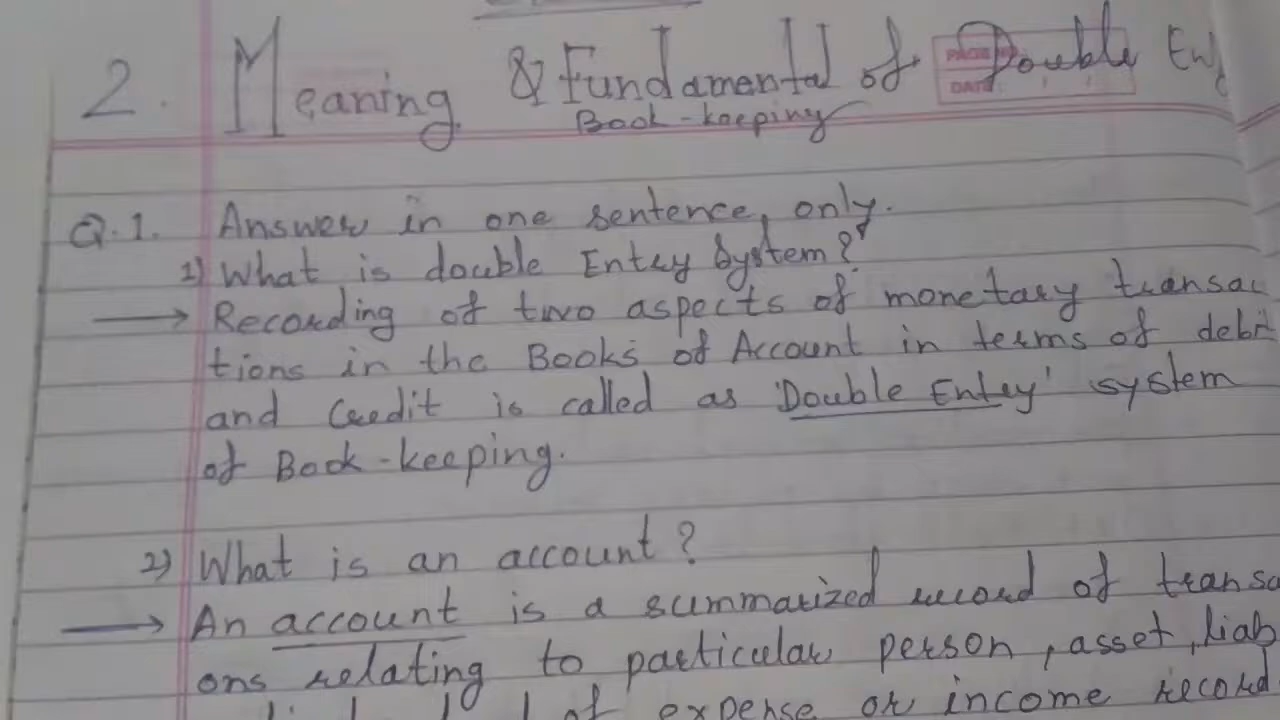 2. Meaning & Fundamental of Double En
Book-keeping
PAGE
DATE
Q.1. Answer in one sentence only.
1) What is double Entry System?
→ Recording of two aspects of monetary transac
tions in the Books of Account in terms of debit
and Credit is called as 'Double Entry' system
of Book-keeping.
2) What is an account?
→ An account is a summarized record of transa
ons relating to particular person, asset, liab
of expense or income record